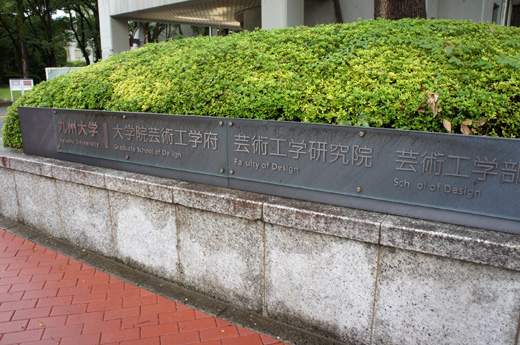 九州大学
Kyushu University
大学院芸術工学府
Graduate School of Design
芸術工学研究院
Faculty of Design
芸術工学部
School of Design